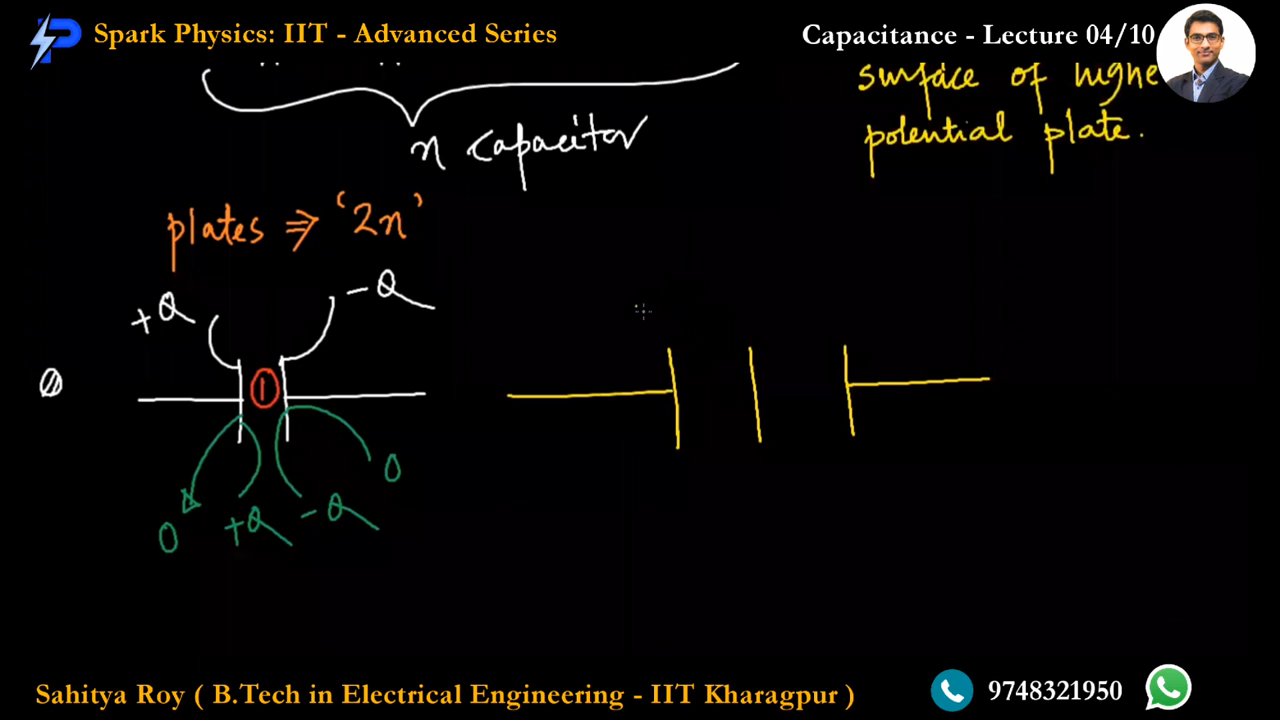 Spark Physics: IIT - Advanced Series
Capacitance - Lecture 04/10
surface of highe
potential plate.
n capacitor
plates ⇒ '2n'
+Q
-Q
1
0
+Q
-Q
0
Sahitya Roy ( B.Tech in Electrical Engineering - IIT Kharagpur )
9748321950